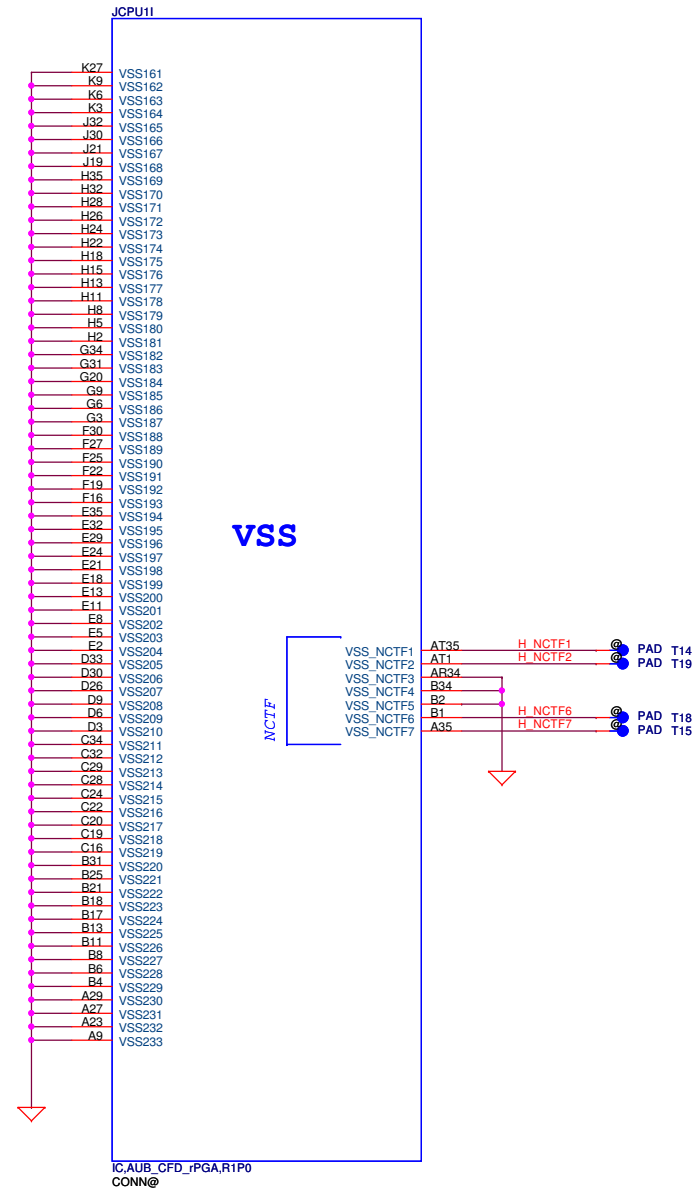 JCPU1I
K27 VSS161
K9 VSS162
K6 VSS163
K3 VSS164
J32 VSS165
J30 VSS166
J21 VSS167
J19 VSS168
H35 VSS169
H32 VSS170
H28 VSS171
H26 VSS172
H24 VSS173
H22 VSS174
H18 VSS175
H15 VSS176
H13 VSS177
H11 VSS178
H8 VSS179
H5 VSS180
H2 VSS181
G34 VSS182
G31 VSS183
G20 VSS184
G9 VSS185
G6 VSS186
G3 VSS187
F30 VSS188
F27 VSS189
F25 VSS190
F22 VSS191
F19 VSS192
F16 VSS193
E35 VSS194
E32 VSS195
E29 VSS196
E24 VSS197
E21 VSS198
E18 VSS199
E13 VSS200
E11 VSS201
E8 VSS202
E5 VSS203
E2 VSS204
D33 VSS205
D30 VSS206
D26 VSS207
D9 VSS208
D6 VSS209
D3 VSS210
C34 VSS211
C32 VSS212
C29 VSS213
C28 VSS214
C24 VSS215
C22 VSS216
C20 VSS217
C19 VSS218
C16 VSS219
B31 VSS220
B25 VSS221
B21 VSS222
B18 VSS223
B17 VSS224
B13 VSS225
B11 VSS226
B8 VSS227
B6 VSS228
B4 VSS229
A29 VSS230
A27 VSS231
A23 VSS232
A9 VSS233
VSS
NCTF
VSS_NCTF1 AT35 H_NCTF1 @ PAD T14
VSS_NCTF2 AT1 H_NCTF2 @ PAD T19
VSS_NCTF3 AR34
VSS_NCTF4 B34
VSS_NCTF5 B2
VSS_NCTF6 B1 H_NCTF6 @ PAD T18
VSS_NCTF7 A35 H_NCTF7 @ PAD T15
IC,AUB_CFD_rPGA,R1P0
CONN@